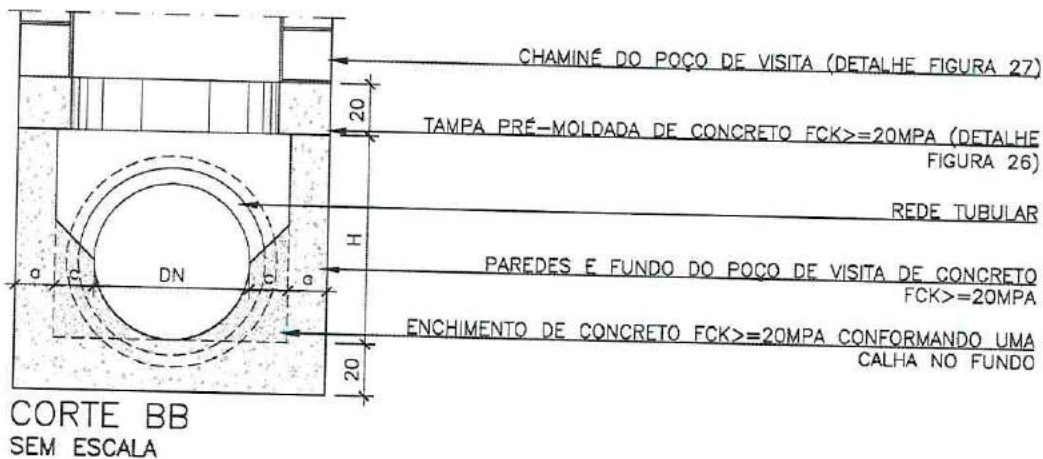 CHAMINÉ DO POÇO DE VISITA (DETALHE FIGURA 27)
20
TAMPA PRÉ-MOLDADA DE CONCRETO FCK>=20MPA (DETALHE
FIGURA 26)
REDE TUBULAR
H
a
c
DN
c
a
PAREDES E FUNDO DO POÇO DE VISITA DE CONCRETO
FCK>=20MPA
ENCHIMENTO DE CONCRETO FCK>=20MPA CONFORMANDO UMA
CALHA NO FUNDO
20
CORTE BB
SEM ESCALA